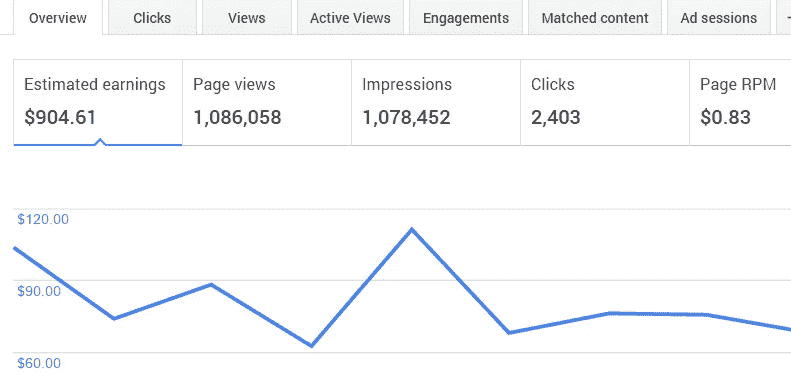 Overview Clicks Views Active Views Engagements Matched content Ad sessions
Estimated earnings Page views Impressions Clicks Page RPM
$904.61 1,086,058 1,078,452 2,403 $0.83
$120.00
$90.00
$60.00